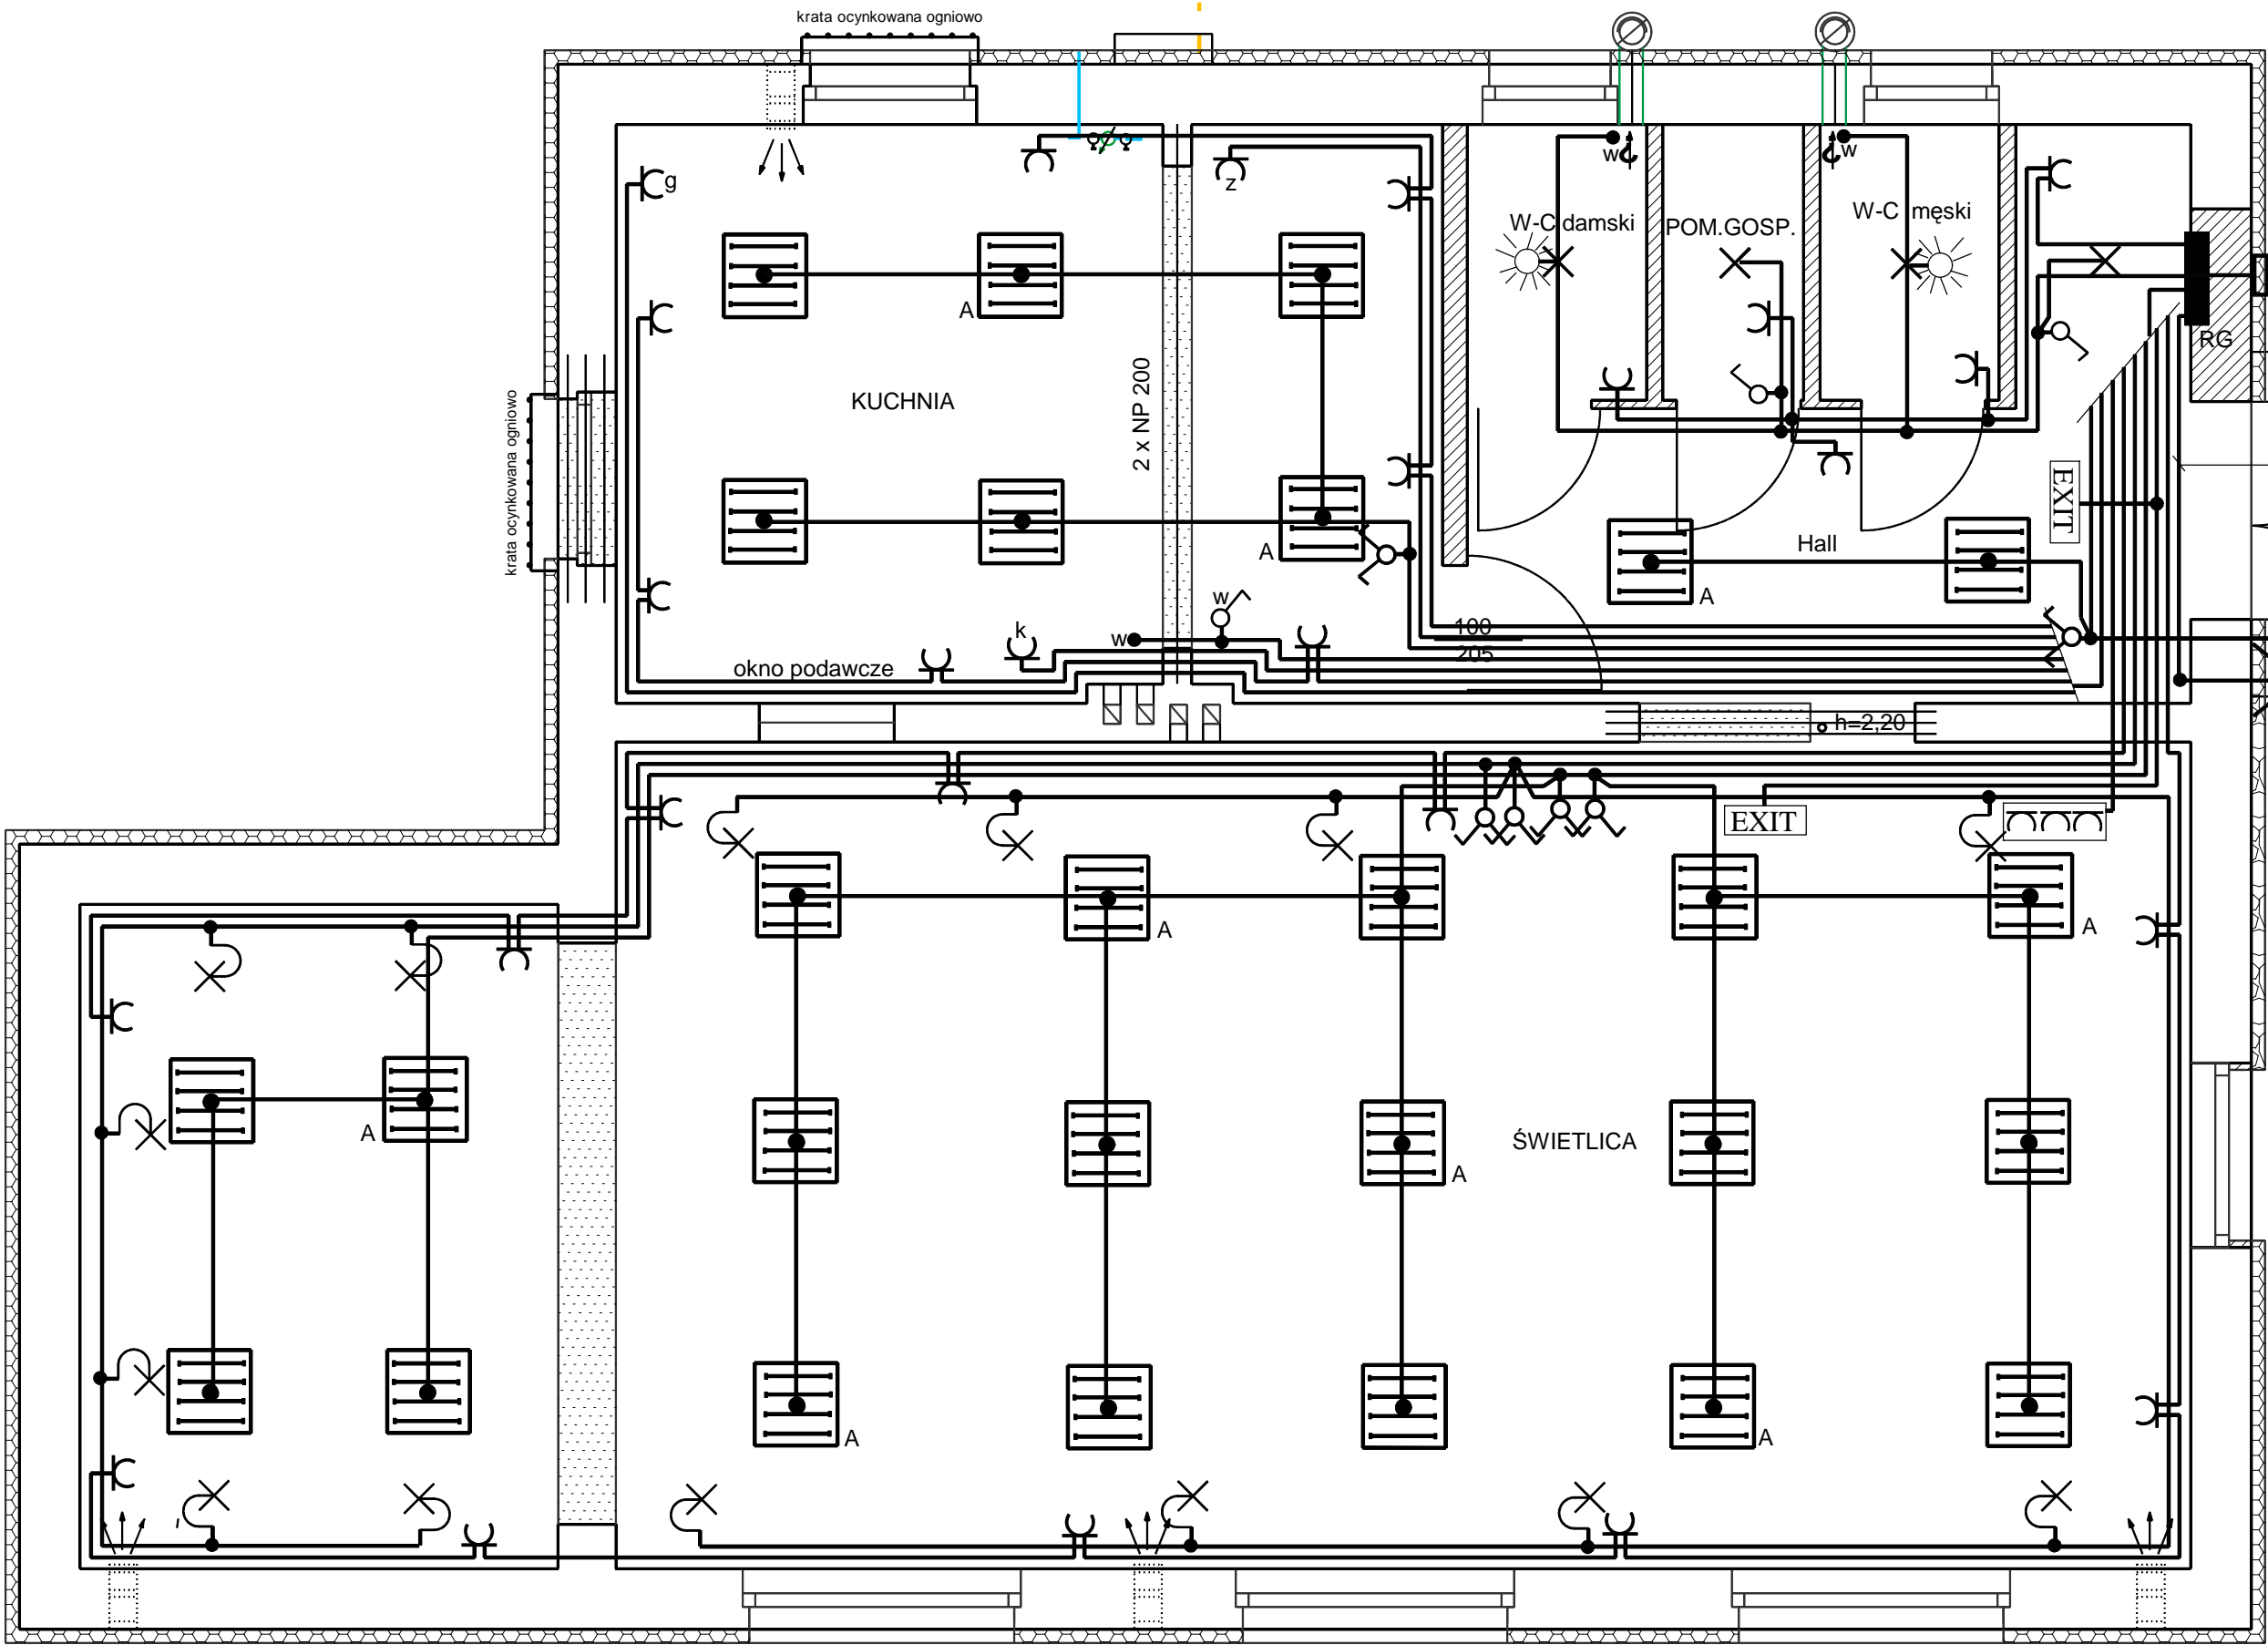 krata ocynkowana ogniowo
g
z
w
w
W-C damski
POM.GOSP.
W-C męski
A
RG
2 x NP 200
KUCHNIA
krata ocynkowana ogniowo
EXIT
A
Hall
A
w
k
w
100
205
okno podawcze
h=2,20
EXIT
A
A
A
ŚWIETLICA
A
A
A